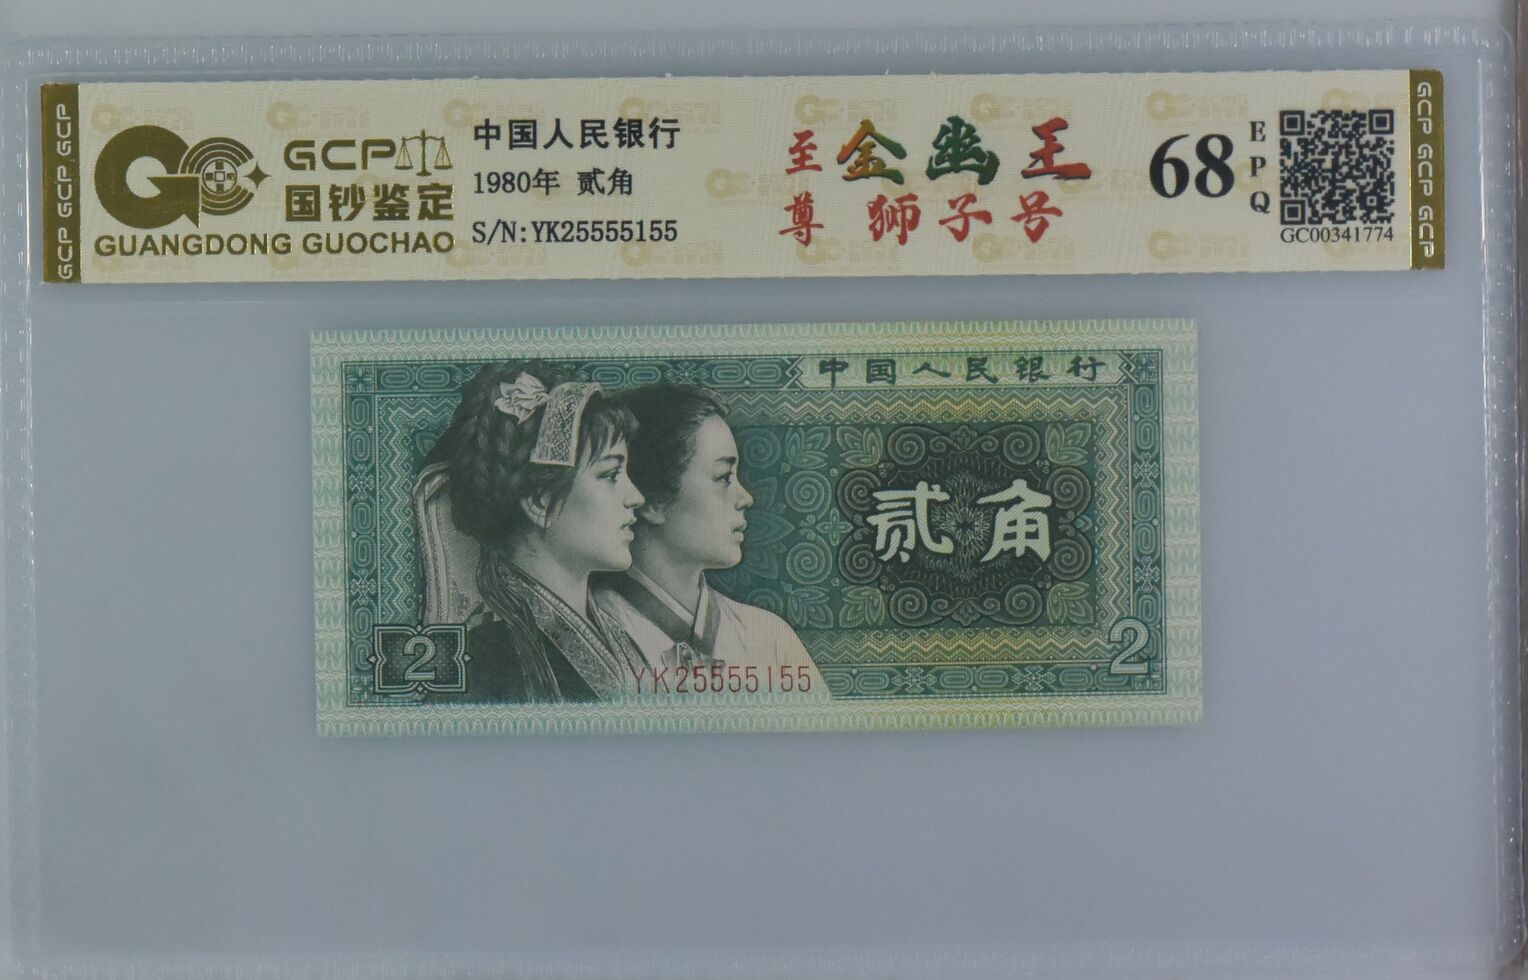 GCP GCP GCP
GCP
国钞鉴定
GUANGDONG GUOCHAO
中国人民银行
1980年 贰角
S/N:YK25555155
至尊
金幽王
狮子号
68
EPQ
GC00341774
GCP GCP GCP
中国人民银行
贰角
2
2
YK25555155